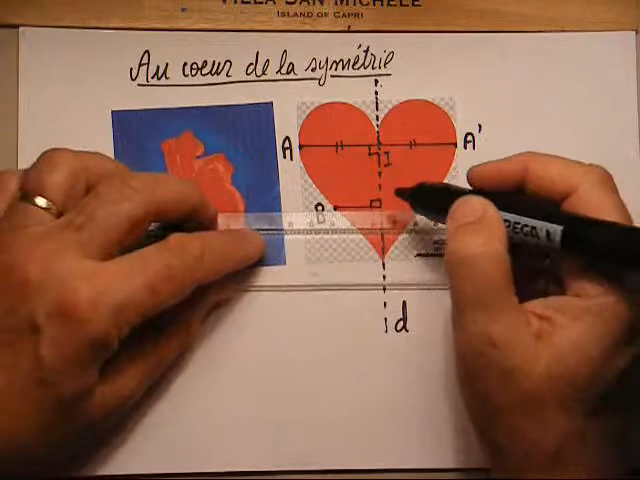 VILLA SAN MICHELE
ISLAND OF CAPRI
Au coeur de la symétrie
A A'
I
B
d